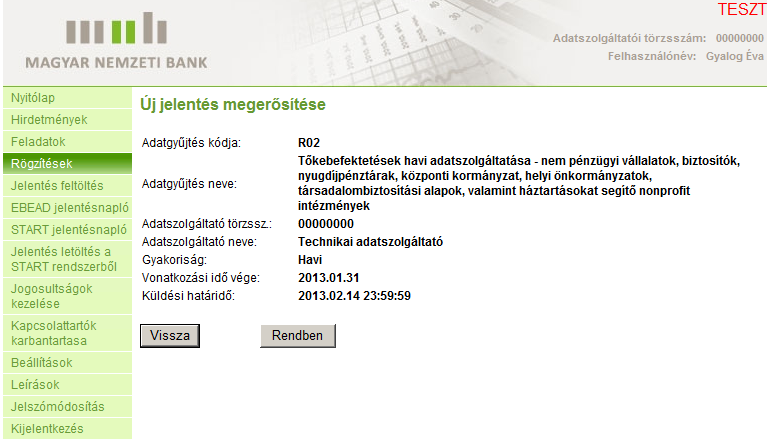 TESZT
Adatszolgáltatói törzsszám: 00000000
Felhasználónév: Gyalog Éva
MAGYAR NEMZETI BANK
Nyitólap
Hirdetmények
Feladatok
Rögzítések
Jelentés feltöltés
EBEAD jelentésnapló
START jelentésnapló
Jelentés letöltés a
START rendszerből
Jogosultságok
kezelése
Kapcsolattartók
karbantartasa
Beállítások
Leírások
Jelszómódosítás
Kijelentkezés
Új jelentés megerősítése
Adatgyűjtés kódja: R02
Adatgyűjtés neve: Tőkebefektetések havi adatszolgáltatása - nem pénzügyi vállalatok, biztosítók,
nyugdíjpénztárak, központi kormányzat, helyi önkormányzatok,
társadalombiztosítási alapok, valamint háztartásokat segítő nonprofit
intézmények
Adatszolgáltató törzssz.: 00000000
Adatszolgáltató neve: Technikai adatszolgáltató
Gyakoriság: Havi
Vonatkozási idő vége: 2013.01.31
Küldési határidő: 2013.02.14 23:59:59
Vissza Rendben